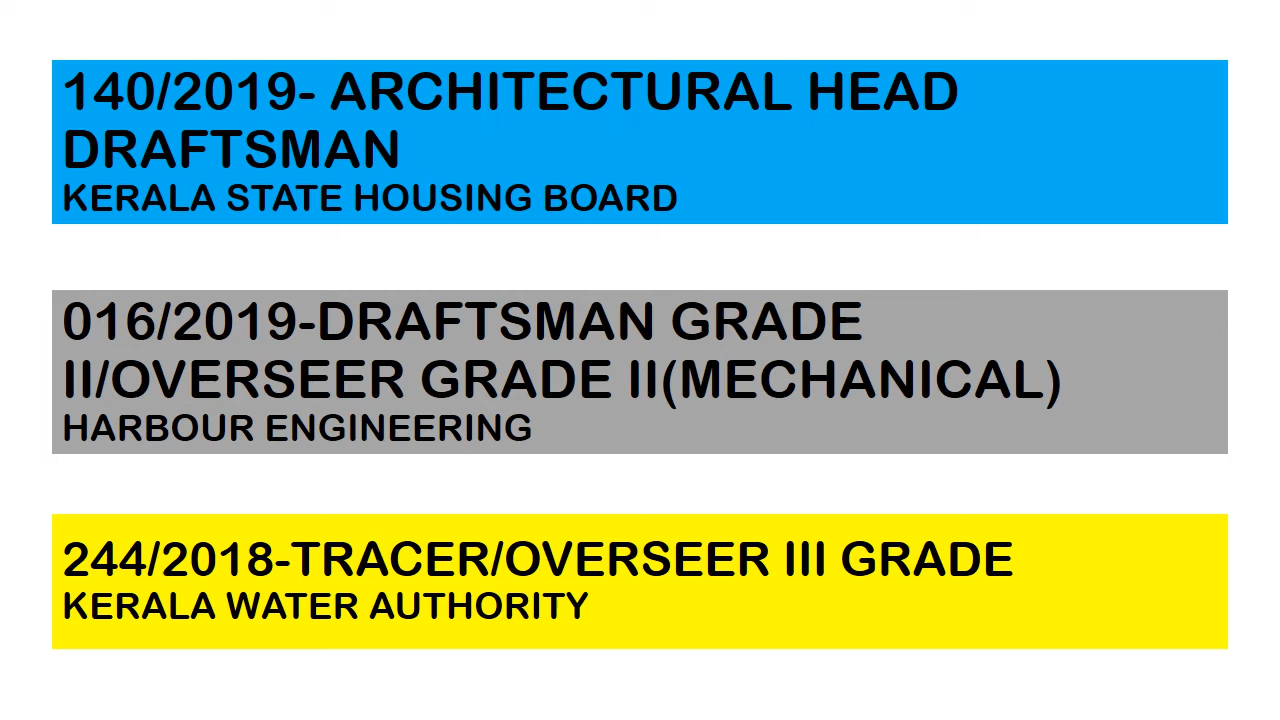 140/2019- ARCHITECTURAL HEAD
DRAFTSMAN
KERALA STATE HOUSING BOARD
016/2019-DRAFTSMAN GRADE
II/OVERSEER GRADE II(MECHANICAL)
HARBOUR ENGINEERING
244/2018-TRACER/OVERSEER III GRADE
KERALA WATER AUTHORITY